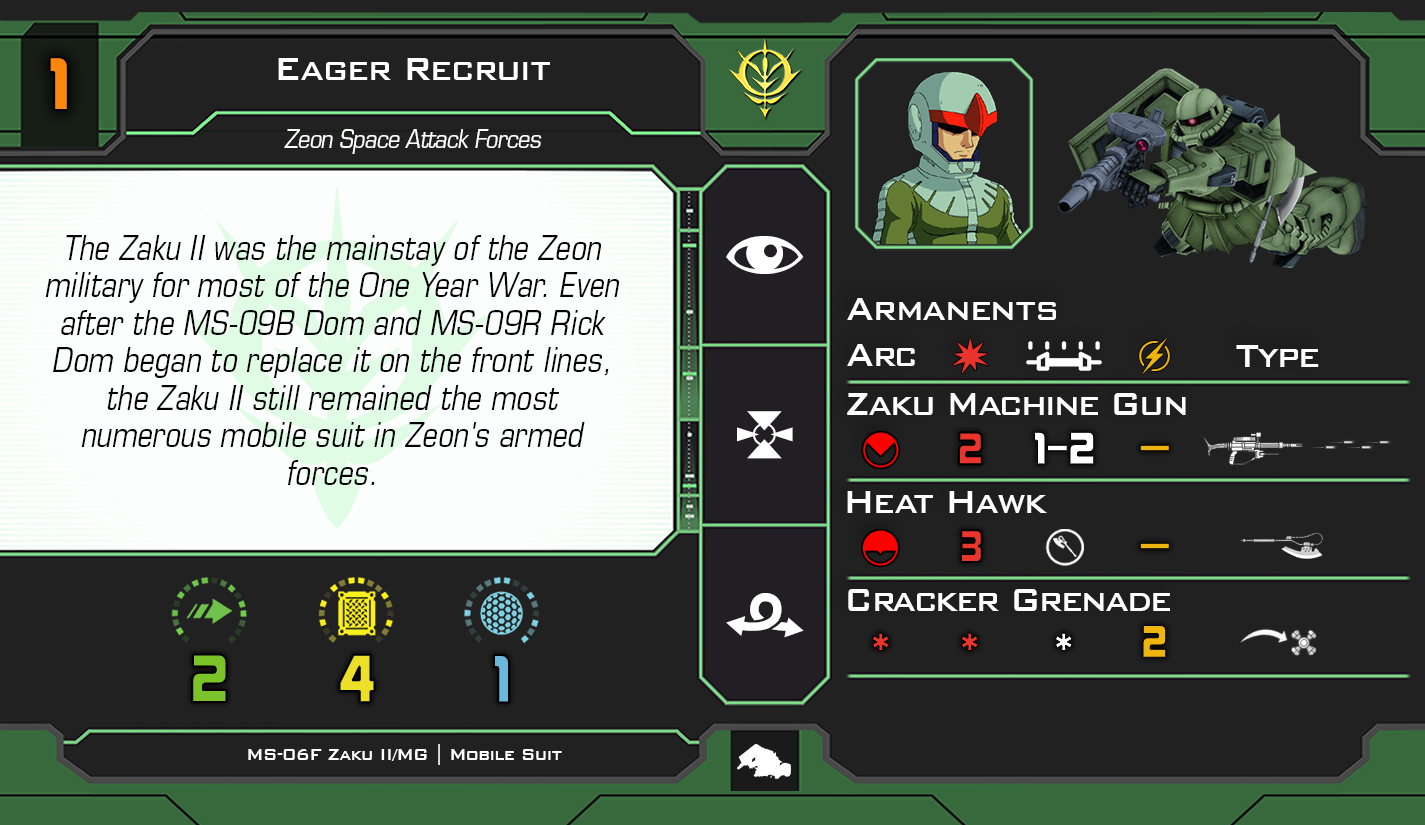 1
Eager Recruit
Zeon Space Attack Forces
The Zaku II was the mainstay of the Zeon
military for most of the One Year War. Even
after the MS-09B Dom and MS-09R Rick
Dom began to replace it on the front lines,
the Zaku II still remained the most
numerous mobile suit in Zeon's armed
forces.
2 4 1
MS-06F Zaku II/MG | Mobile Suit
Armanents
Arc Type
Zaku Machine Gun
2 1-2 –
Heat Hawk
3 –
Cracker Grenade
* * * 2